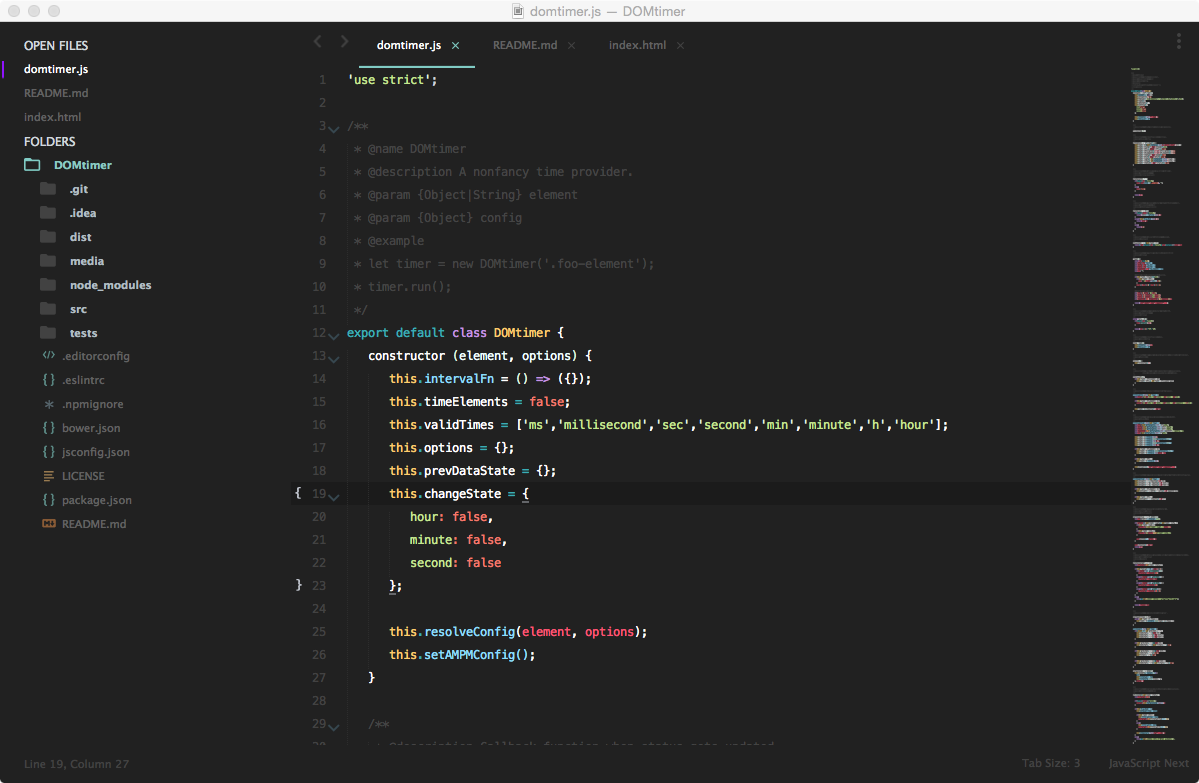 domtimer.js — DOMtimer
OPEN FILES
domtimer.js
README.md
index.html
FOLDERS
DOMtimer
.git
.idea
dist
media
node_modules
src
tests
.editorconfig
.eslintrc
.npmignore
bower.json
jsconfig.json
LICENSE
package.json
README.md
domtimer.js × README.md × index.html ×
1 'use strict';
2
3 /**
4 * @name DOMtimer
5 * @description A nonfancy time provider.
6 * @param {Object|String} element
7 * @param {Object} config
8 * @example
9 * let timer = new DOMtimer('.foo-element');
10 * timer.run();
11 */
12 export default class DOMtimer {
13 constructor (element, options) {
14 this.intervalFn = () => ({});
15 this.timeElements = false;
16 this.validTimes = ['ms','millisecond','sec','second','min','minute','h','hour'];
17 this.options = {};
18 this.prevDataState = {};
{ 19 this.changeState = {
20 hour: false,
21 minute: false,
22 second: false
} 23 };
24
25 this.resolveConfig(element, options);
26 this.setAMPMConfig();
27 }
28
29 /**
Line 19, Column 27
Tab Size: 3 JavaScript Next